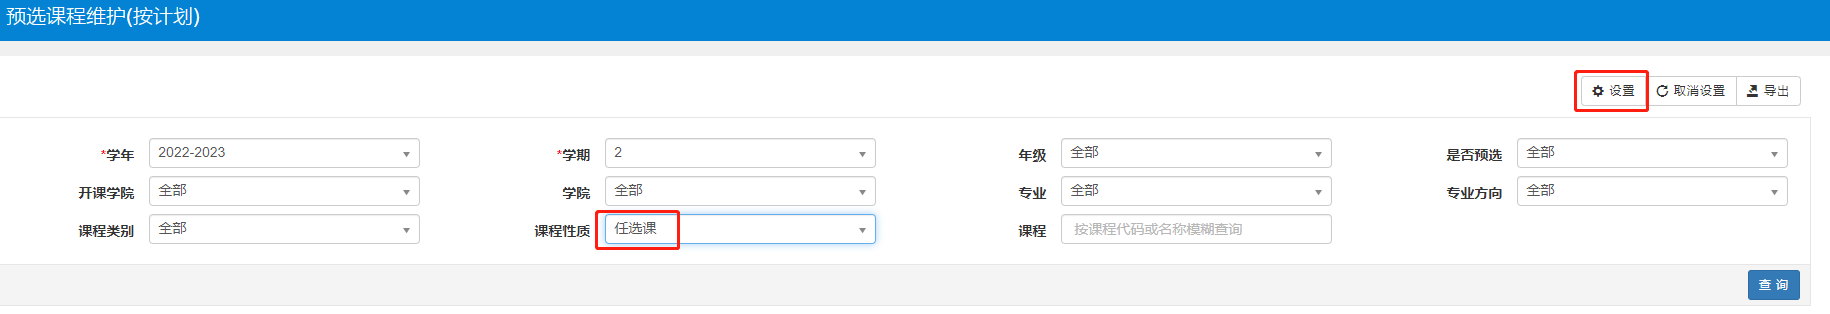 预选课程维护(按计划)
设置 取消设置 导出
*学年 2022-2023 *学期 2 年级 全部 是否预选 全部
开课学院 全部 学院 全部 专业 全部 专业方向 全部
课程类别 全部 课程性质 任选课 课程 按课程代码或名称模糊查询
查 询